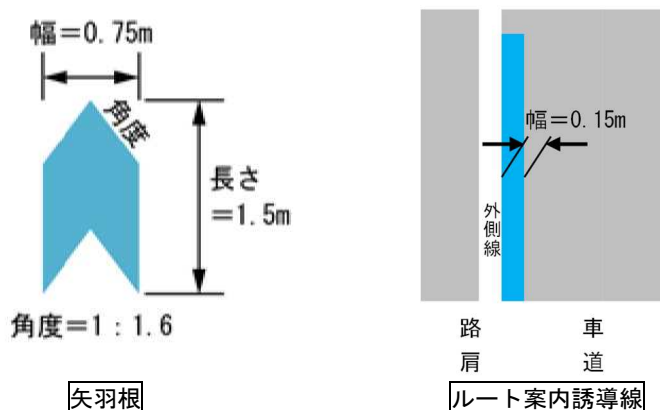 幅=0.75m
角度
長さ
=1.5m
角度=1:1.6
矢羽根
幅=0.15m
外側線
路肩
車道
ルート案内誘導線